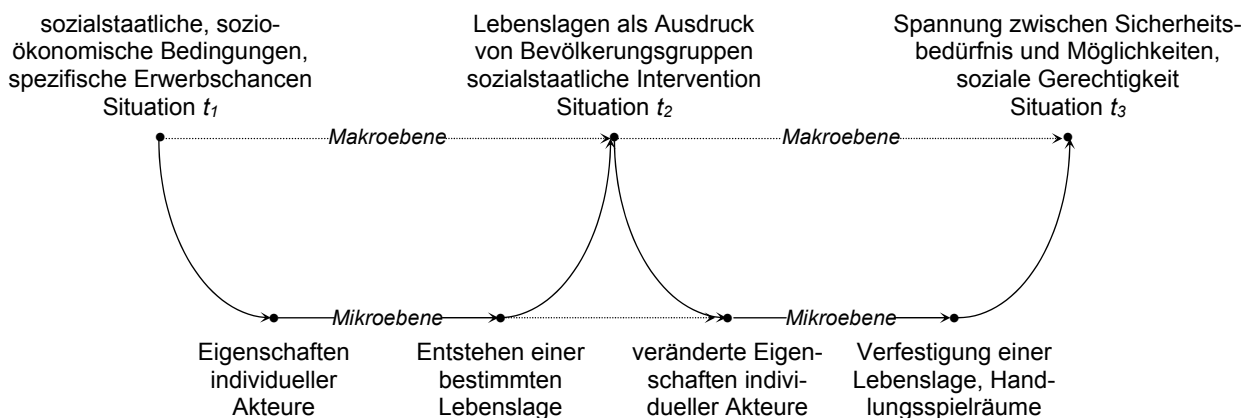 sozialstaatliche, sozio-
ökonomische Bedingungen,
spezifische Erwerbschancen
Situation t1
Lebenslagen als Ausdruck
von Bevölkerungsgruppen
sozialstaatliche Intervention
Situation t2
Spannung zwischen Sicherheits-
bedürfnis und Möglichkeiten,
soziale Gerechtigkeit
Situation t3
Makroebene
Makroebene
Mikroebene
Mikroebene
Eigenschaften
individueller
Akteure
Entstehen einer
bestimmten
Lebenslage
veränderte Eigen-
schaften indivi-
dueller Akteure
Verfestigung einer
Lebenslage, Hand-
lungsspielräume